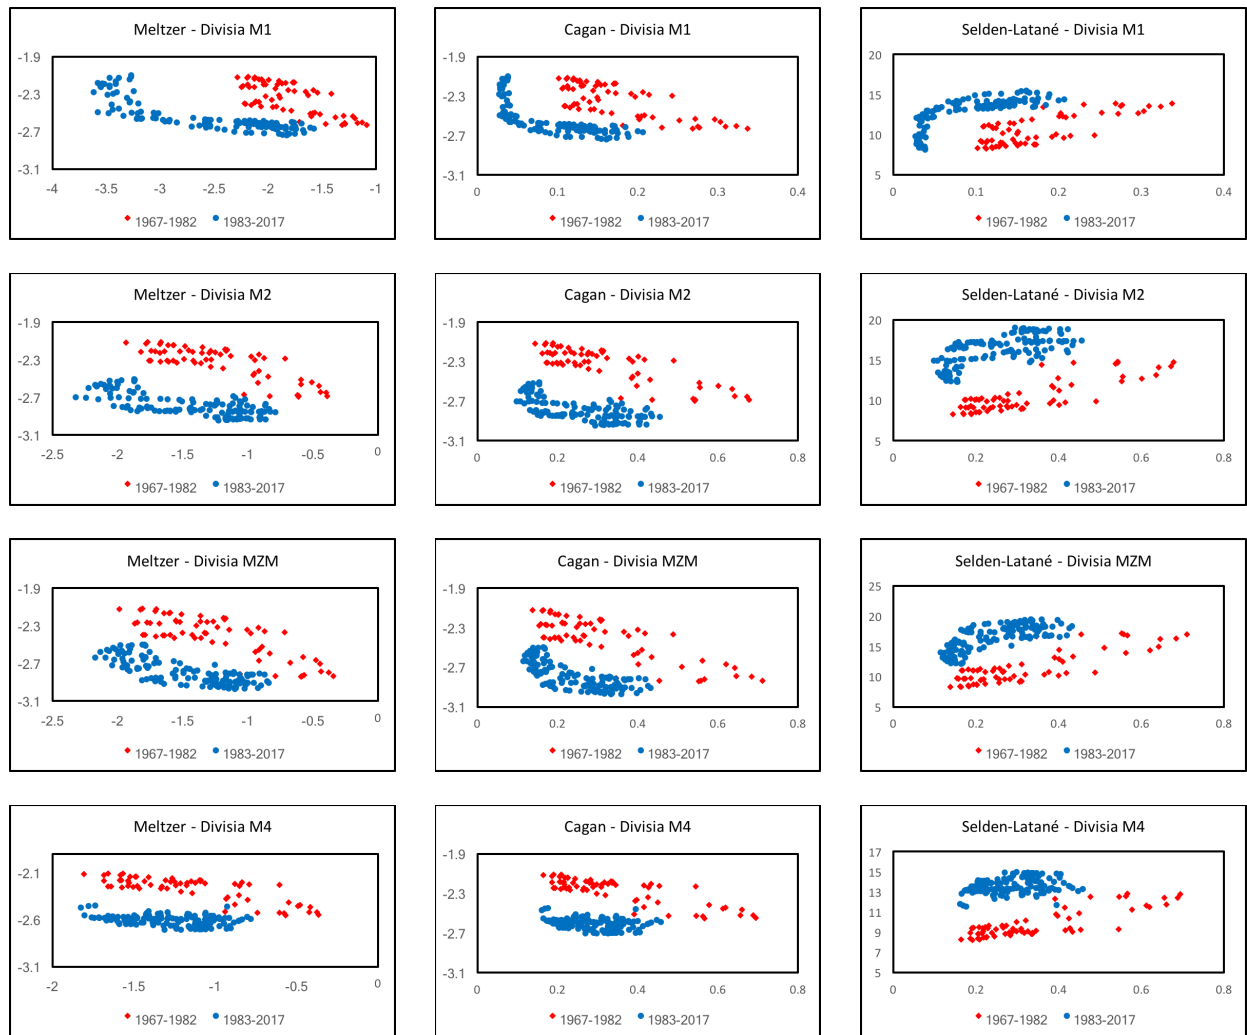 Meltzer - Divisia M1
-1.9
-2.3
-2.7
-3.1
-4 -3.5 -3 -2.5 -2 -1.5 -1
1967-1982 1983-2017
Cagan - Divisia M1
-1.9
-2.3
-2.7
-3.1
0 0.1 0.2 0.3 0.4
1967-1982 1983-2017
Selden-Latané - Divisia M1
20
15
10
5
0 0.1 0.2 0.3 0.4
1967-1982 1983-2017
Meltzer - Divisia M2
-1.9
-2.3
-2.7
-3.1
-2.5 -2 -1.5 -1 -0.5 0
1967-1982 1983-2017
Cagan - Divisia M2
-1.9
-2.3
-2.7
-3.1
0 0.2 0.4 0.6 0.8
1967-1982 1983-2017
Selden-Latané - Divisia M2
20
15
10
5
0 0.2 0.4 0.6 0.8
1967-1982 1983-2017
Meltzer - Divisia MZM
-1.9
-2.3
-2.7
-3.1
-2.5 -2 -1.5 -1 -0.5 0
1967-1982 1983-2017
Cagan - Divisia MZM
-1.9
-2.3
-2.7
-3.1
0 0.2 0.4 0.6 0.8
1967-1982 1983-2017
Selden-Latané - Divisia MZM
25
20
15
10
5
0 0.2 0.4 0.6 0.8
1967-1982 1983-2017
Meltzer - Divisia M4
-2.1
-2.6
-3.1
-2 -1.5 -1 -0.5 0
1967-1982 1983-2017
Cagan - Divisia M4
-1.9
-2.3
-2.7
-3.1
0 0.2 0.4 0.6 0.8
1967-1982 1983-2017
Selden-Latané - Divisia M4
17
15
13
11
9
7
5
0 0.2 0.4 0.6 0.8
1967-1982 1983-2017